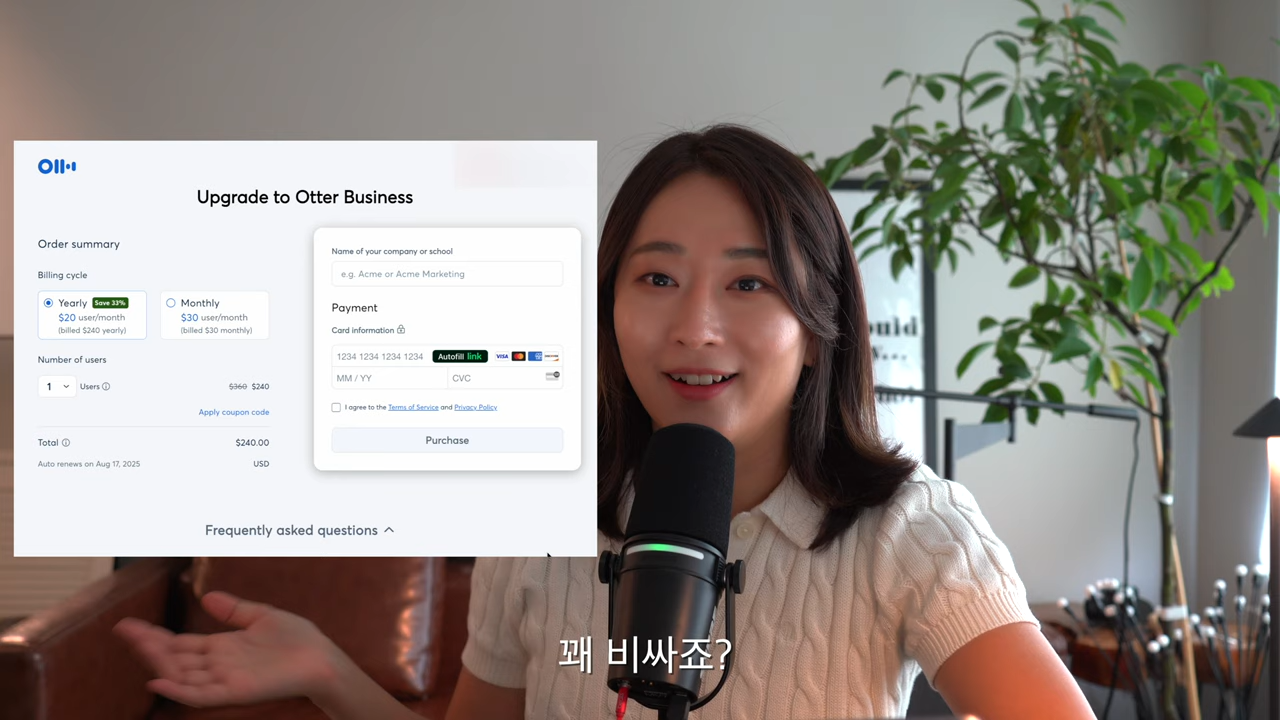 Upgrade to Otter Business
Order summary
Billing cycle
Yearly Save 33%
$20 user/month
(billed $240 yearly)
Monthly
$30 user/month
(billed $30 monthly)
Number of users
1 Users
$360 $240
Apply coupon code
Total $240.00
Auto renews on Aug 17, 2025 USD
Name of your company or school
e.g. Acme or Acme Marketing
Payment
Card information
1234 1234 1234 1234 Autofill link VISA
MM / YY CVC
I agree to the Terms of Service and Privacy Policy
Purchase
Frequently asked questions
꽤 비싸죠?